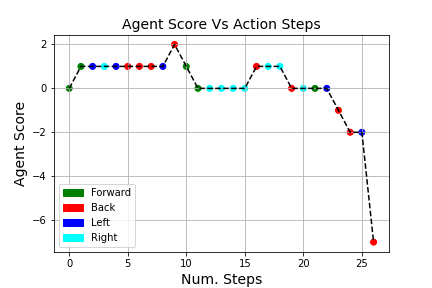 Agent Score Vs Action Steps
Agent Score
2
0
−2
−4
−6
Forward
Back
Left
Right
0 5 10 15 20 25
Num. Steps